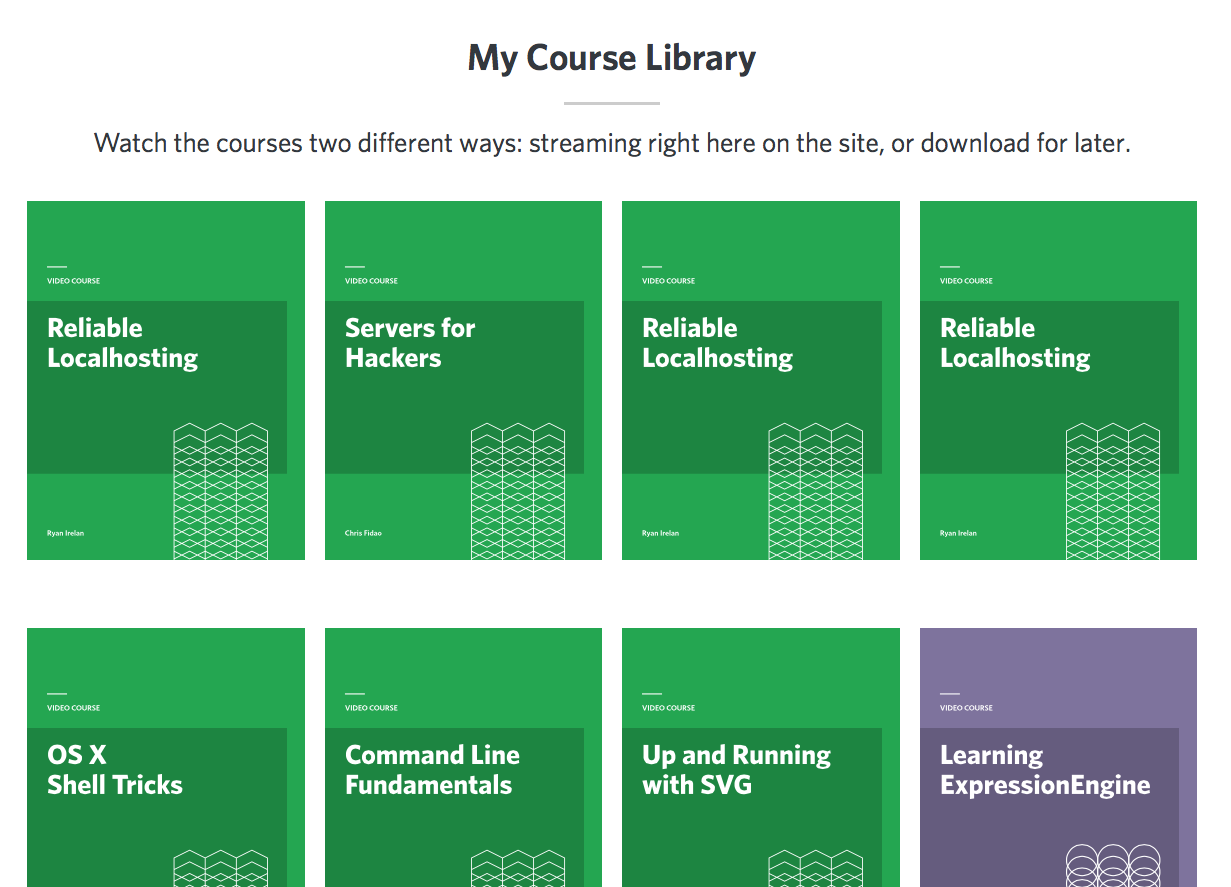 My Course Library
Watch the courses two different ways: streaming right here on the site, or download for later.
VIDEO COURSE
Reliable
Localhosting
Ryan Irelan
VIDEO COURSE
Servers for
Hackers
Chris Fidao
VIDEO COURSE
Reliable
Localhosting
Ryan Irelan
VIDEO COURSE
Reliable
Localhosting
Ryan Irelan
VIDEO COURSE
OS X
Shell Tricks
VIDEO COURSE
Command Line
Fundamentals
VIDEO COURSE
Up and Running
with SVG
VIDEO COURSE
Learning
ExpressionEngine